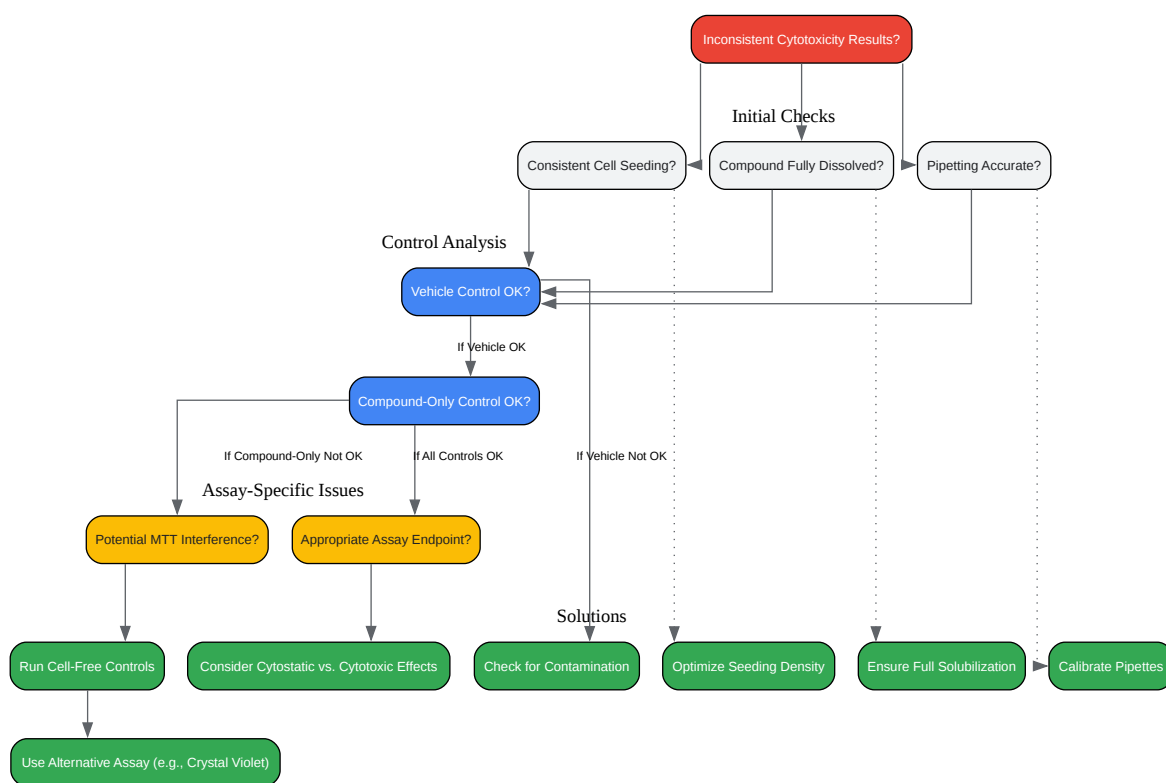 Inconsistent Cytotoxicity Results?
Initial Checks
Consistent Cell Seeding?
Compound Fully Dissolved?
Pipetting Accurate?
Control Analysis
Vehicle Control OK?
If Vehicle OK
Compound-Only Control OK?
If Compound-Only Not OK
If All Controls OK
If Vehicle Not OK
Assay-Specific Issues
Potential MTT Interference?
Appropriate Assay Endpoint?
Solutions
Run Cell-Free Controls
Consider Cytostatic vs. Cytotoxic Effects
Check for Contamination
Optimize Seeding Density
Ensure Full Solubilization
Calibrate Pipettes
Use Alternative Assay (e.g., Crystal Violet)